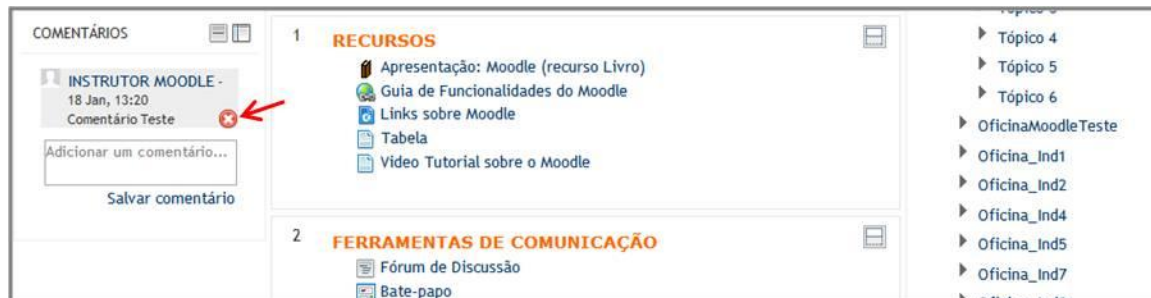 COMENTÁRIOS
INSTRUTOR MOODLE -
18 Jan, 13:20
Comentário Teste
Adicionar um comentário...
Salvar comentário
1
RECURSOS
Apresentação: Moodle (recurso Livro)
Guia de Funcionalidades do Moodle
Links sobre Moodle
Tabela
Video Tutorial sobre o Moodle
2
FERRAMENTAS DE COMUNICAÇÃO
Fórum de Discussão
Bate-papo
Tópico 4
Tópico 5
Tópico 6
OficinaMoodleTeste
Oficina_Ind1
Oficina_Ind2
Oficina_Ind4
Oficina_Ind5
Oficina_Ind7